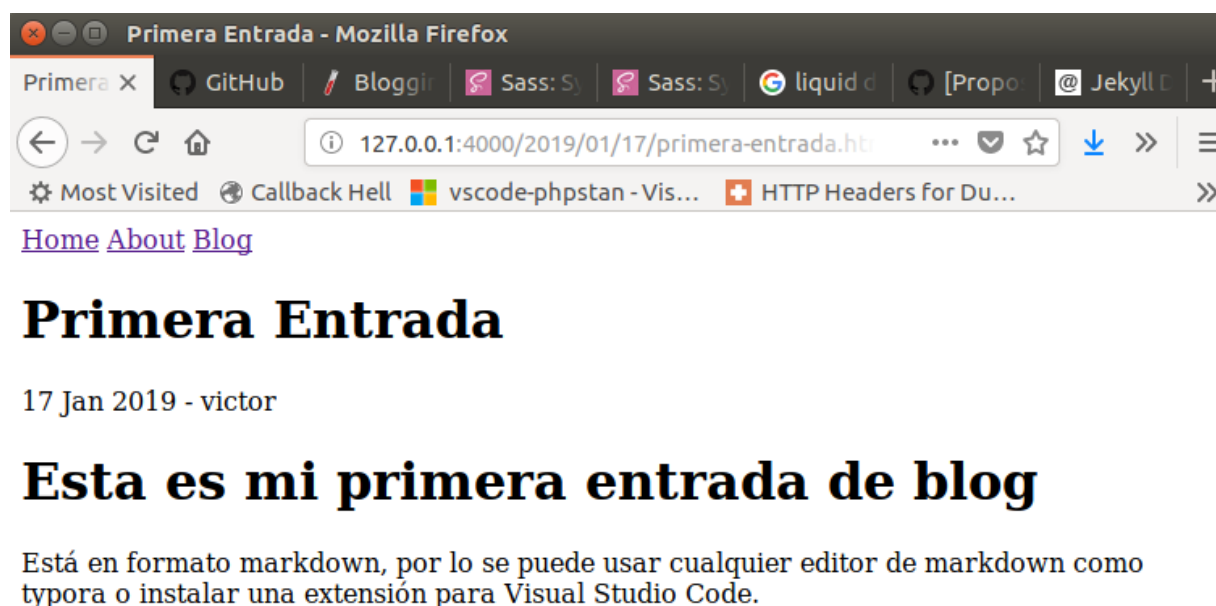 Primera Entrada - Mozilla Firefox
Primera GitHub Bloggin Sass: Sy Sass: Sy liquid d [Propo Jekyll D
127.0.0.1:4000/2019/01/17/primera-entrada.ht
Most Visited Callback Hell vscode-phpstan - Vis... HTTP Headers for Du...
Home About Blog
Primera Entrada
17 Jan 2019 - victor
Esta es mi primera entrada de blog
Está en formato markdown, por lo se puede usar cualquier editor de markdown como
typora o instalar una extensión para Visual Studio Code.